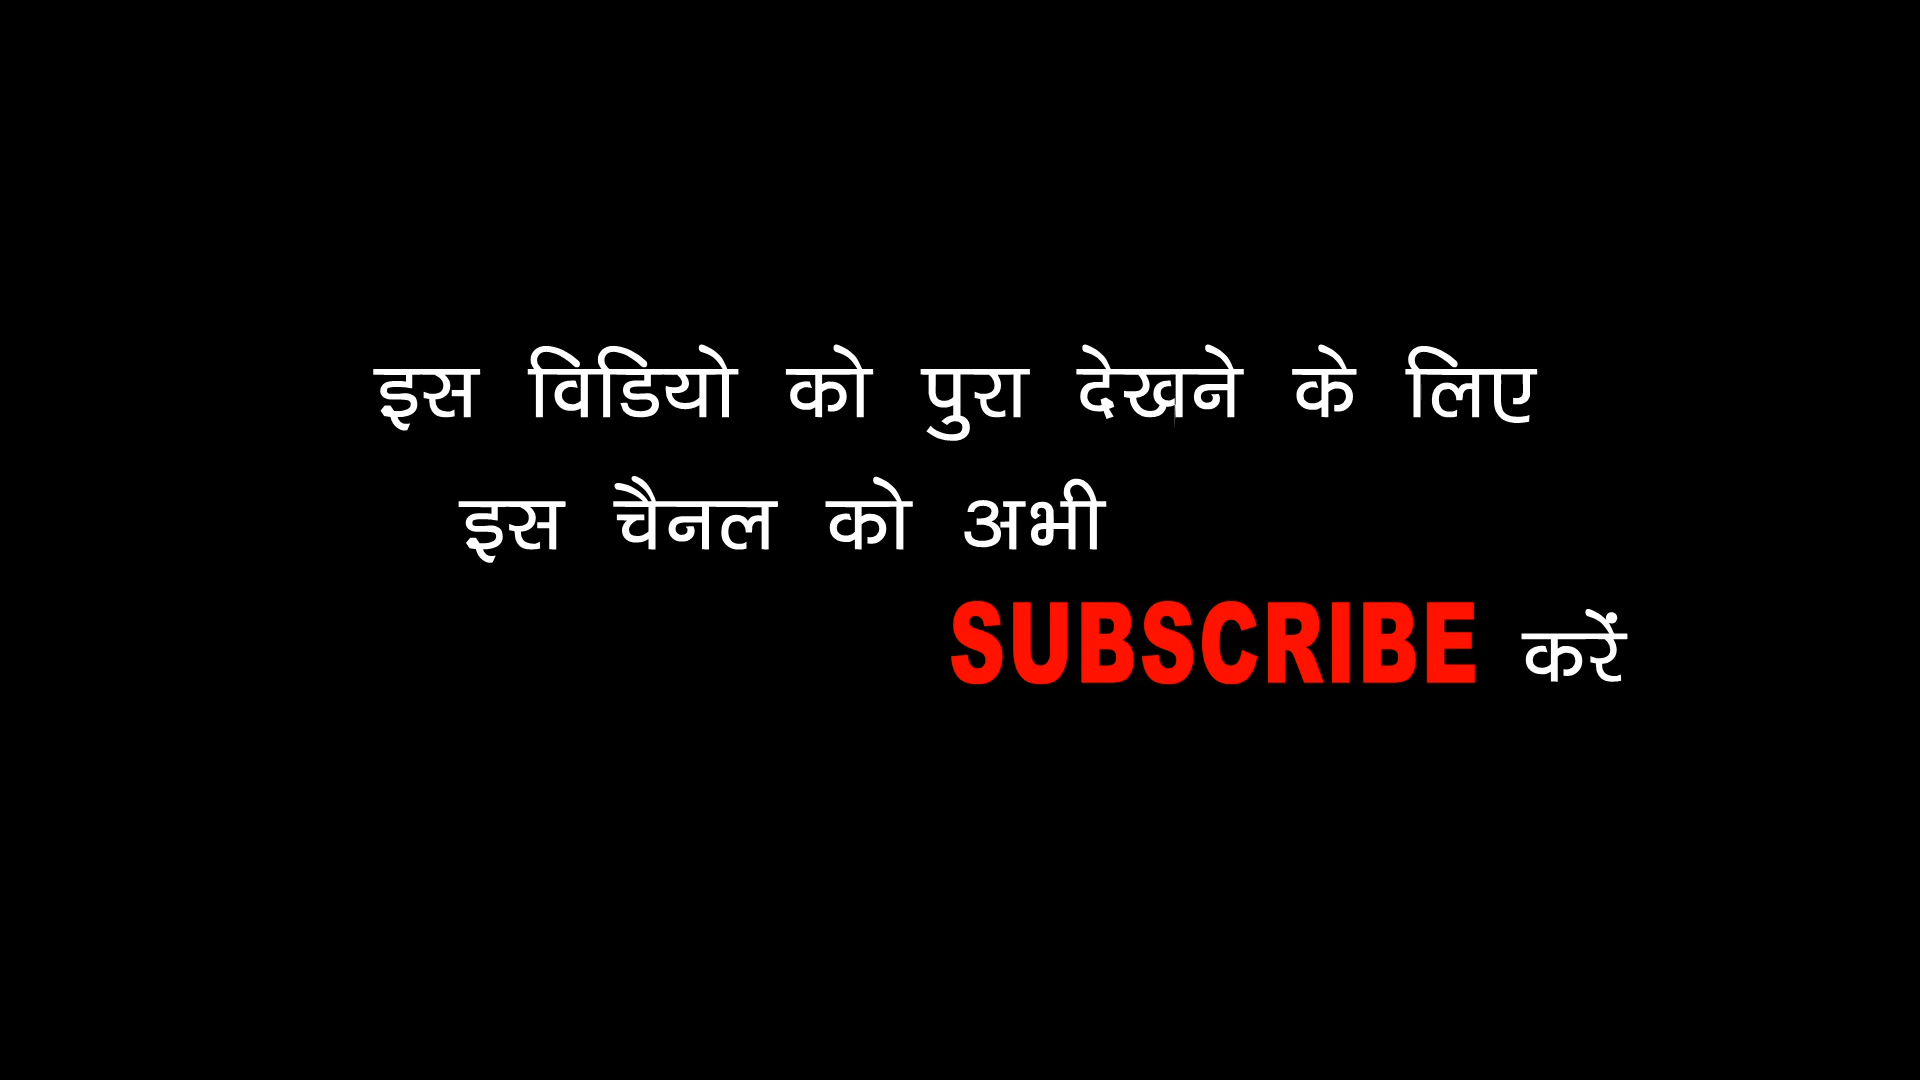 इस विडियो को पुरा देखने के लिए
इस चैनल को अभी
SUBSCRIBE करें